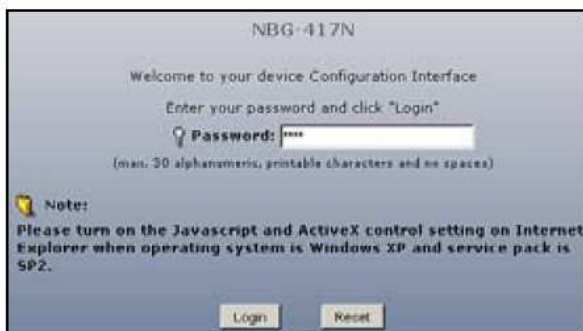 NBG-417N
Welcome to your device Configuration Interface
Enter your password and click "Login"
Password: ****
(max. 30 alphanumeric, printable characters and no spaces)
Note:
Please turn on the Javascript and ActiveX control setting on Internet
Explorer when operating system is Windows XP and service pack is
SP2.
Login Reset